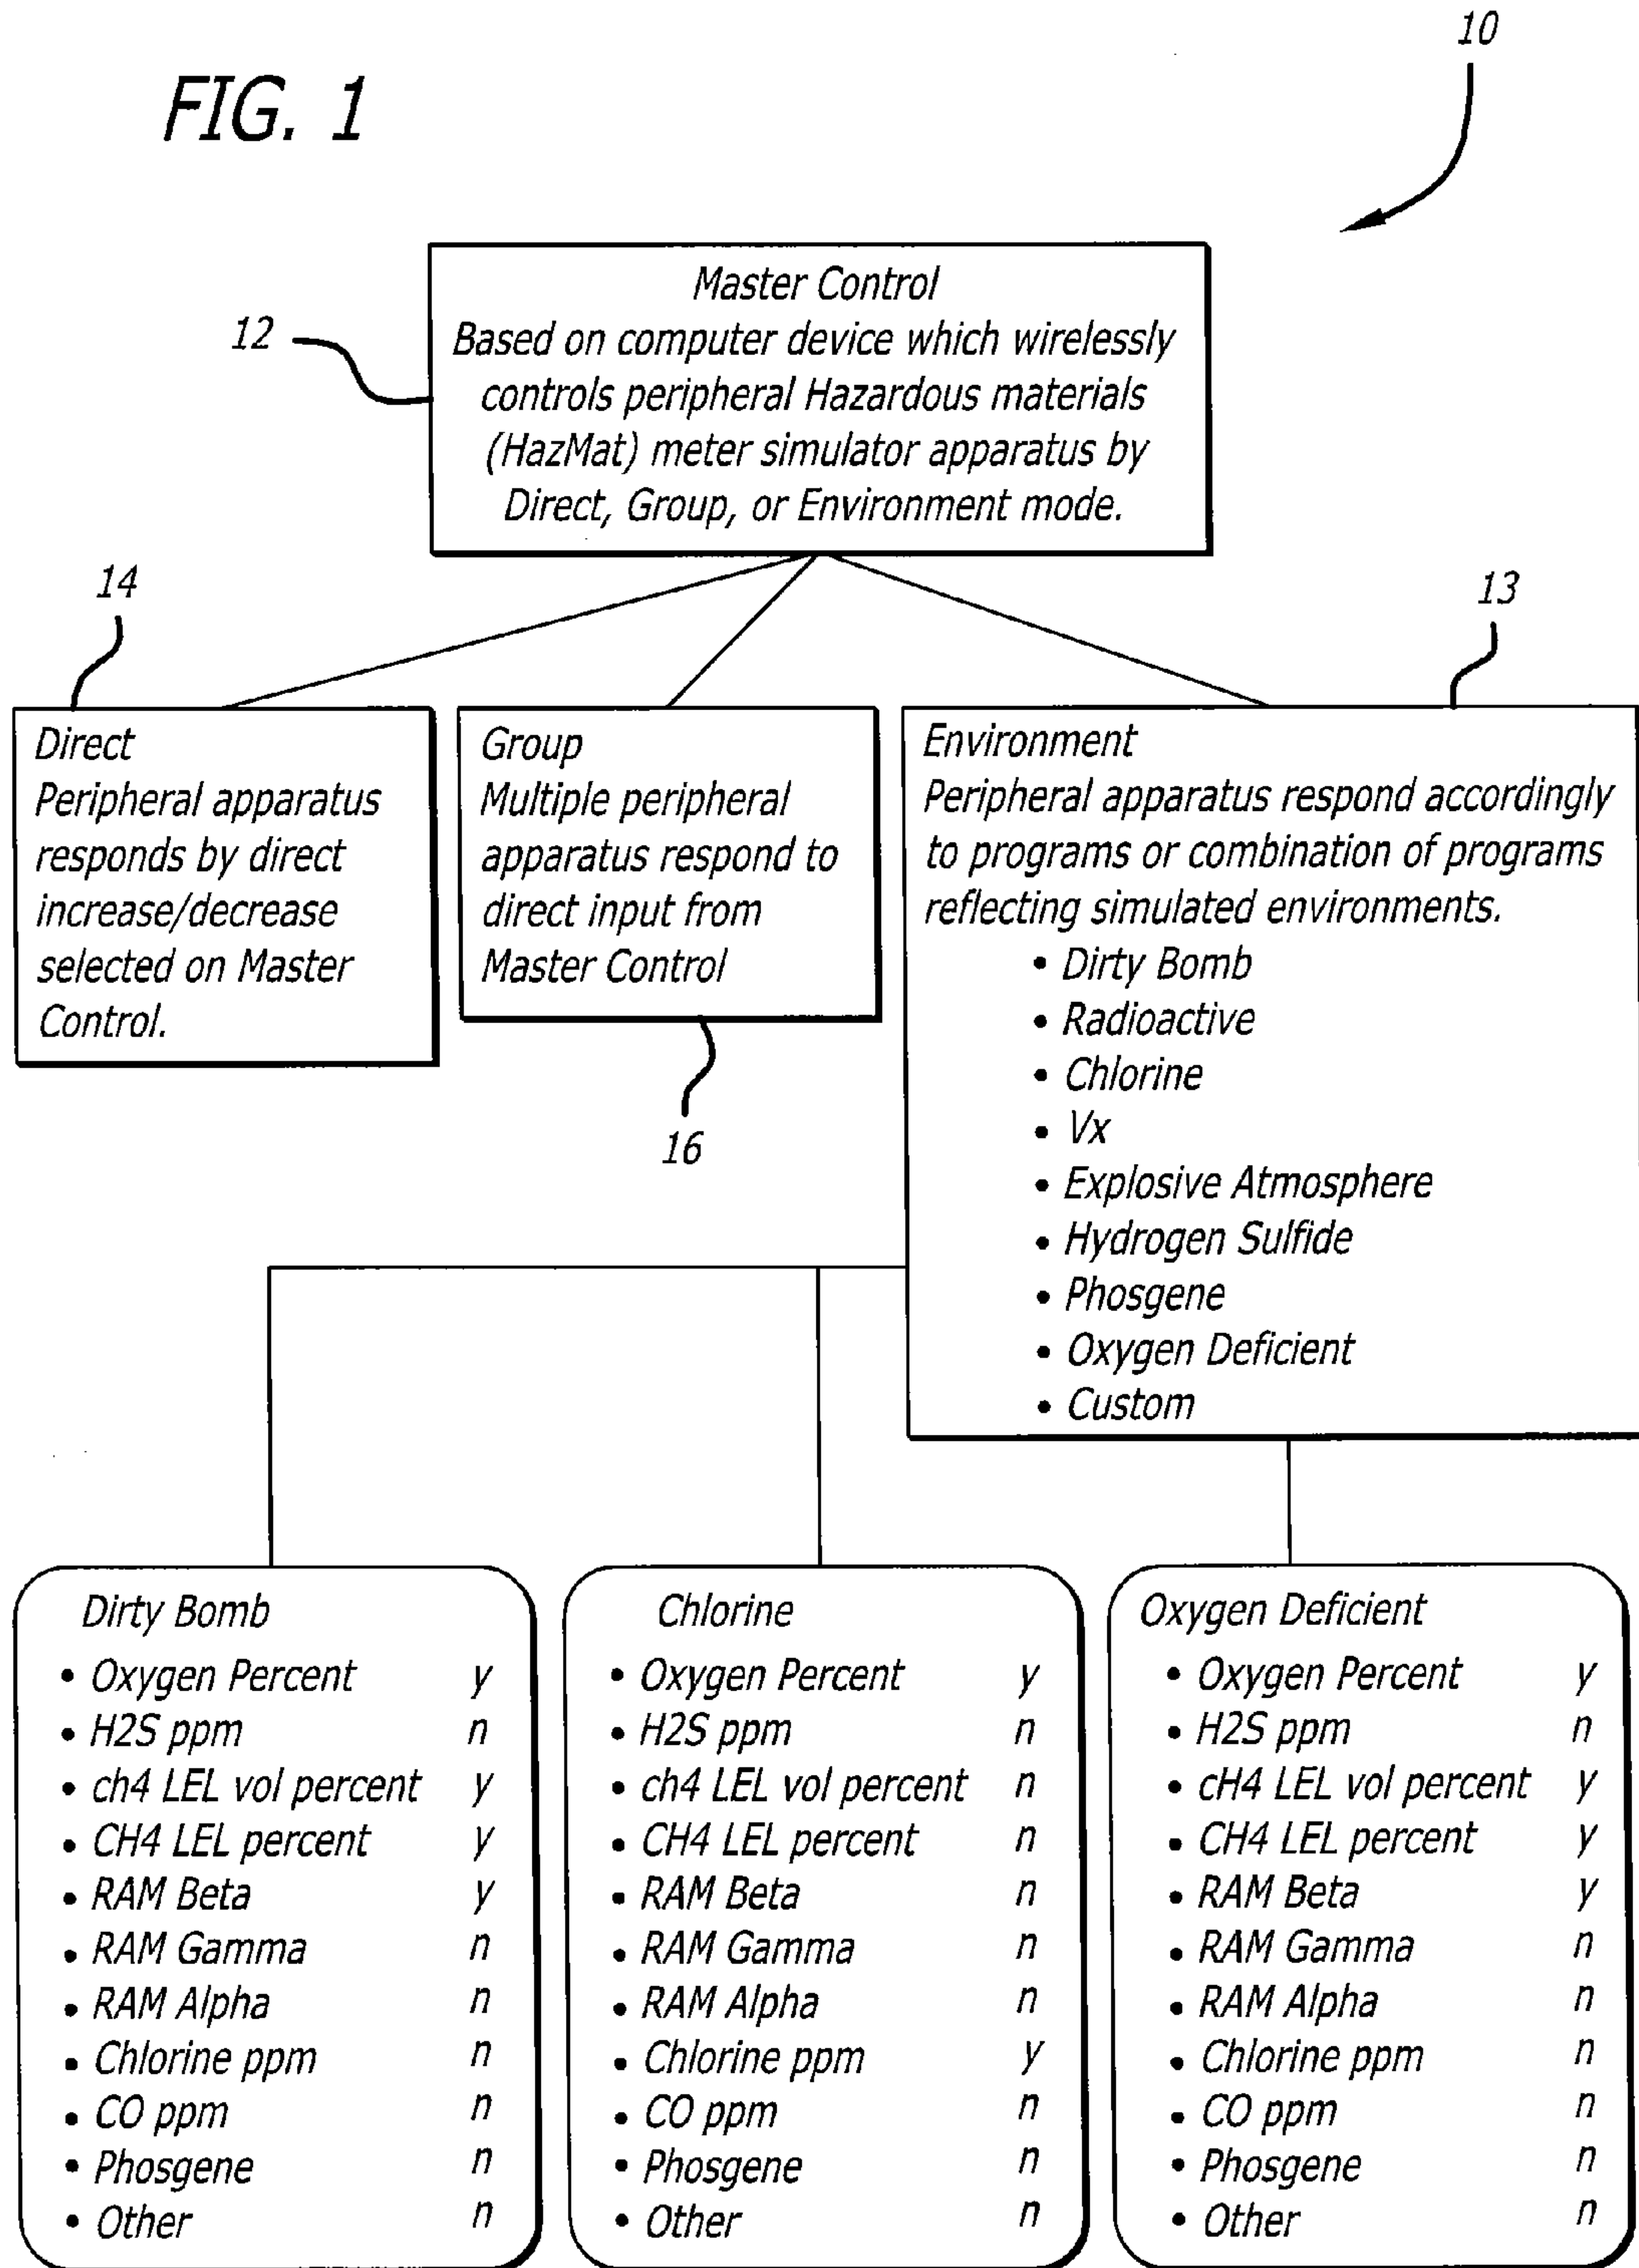 10
FIG. 1
12
Master Control
Based on computer device which wirelessly
controls peripheral Hazardous materials
(HazMat) meter simulator apparatus by
Direct, Group, or Environment mode.
14
13
Direct
Peripheral apparatus
responds by direct
increase/decrease
selected on Master
Control.
Group
Multiple peripheral
apparatus respond to
direct input from
Master Control
16
Environment
Peripheral apparatus respond accordingly
to programs or combination of programs
reflecting simulated environments.
• Dirty Bomb
• Radioactive
• Chlorine
• Vx
• Explosive Atmosphere
• Hydrogen Sulfide
• Phosgene
• Oxygen Deficient
• Custom
Dirty Bomb
• Oxygen Percent y
• H2S ppm n
• ch4 LEL vol percent y
• CH4 LEL percent y
• RAM Beta y
• RAM Gamma n
• RAM Alpha n
• Chlorine ppm n
• CO ppm n
• Phosgene n
• Other n
Chlorine
• Oxygen Percent y
• H2S ppm n
• ch4 LEL vol percent n
• CH4 LEL percent n
• RAM Beta n
• RAM Gamma n
• RAM Alpha n
• Chlorine ppm y
• CO ppm n
• Phosgene n
• Other n
Oxygen Deficient
• Oxygen Percent y
• H2S ppm n
• cH4 LEL vol percent y
• CH4 LEL percent y
• RAM Beta y
• RAM Gamma n
• RAM Alpha n
• Chlorine ppm n
• CO ppm n
• Phosgene n
• Other n